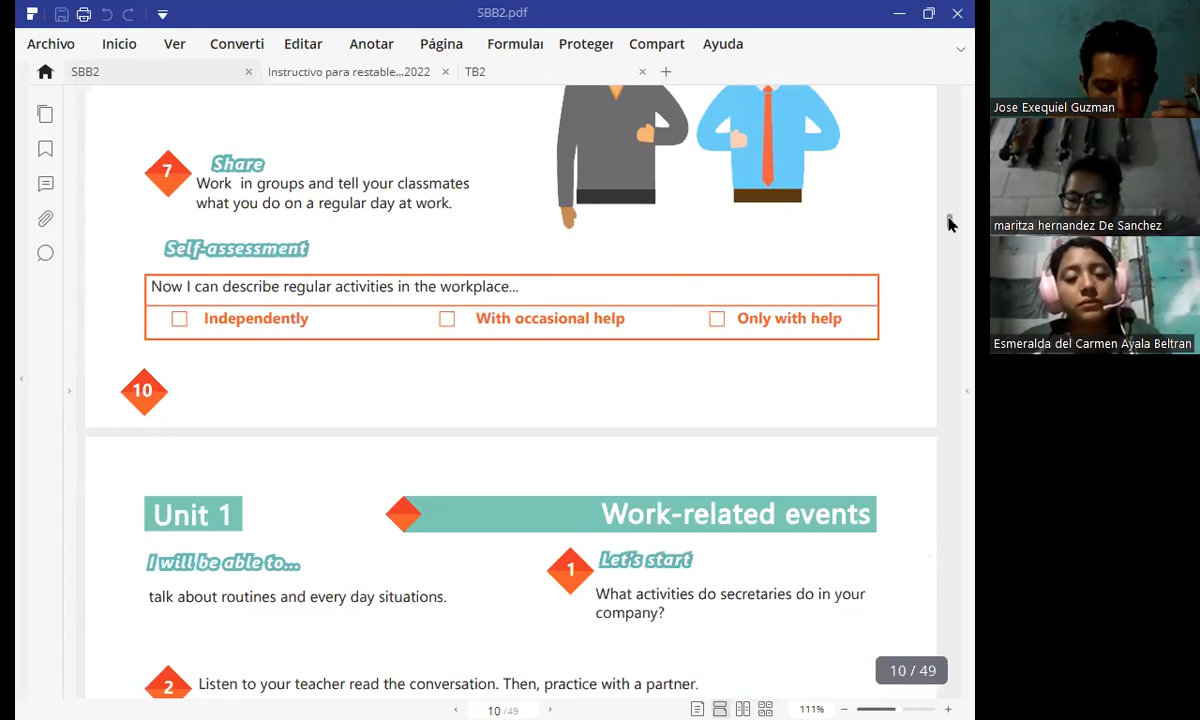 SBB2.pdf
Archivo Inicio Ver Converti Editar Anotar Página Formular Proteger Compart Ayuda
SBB2 Instructivo para restable...2022 TB2
7 Share
Work in groups and tell your classmates
what you do on a regular day at work.
Self-assessment
Now I can describe regular activities in the workplace...
Independently With occasional help Only with help
10
Unit 1 Work-related events
I will be able to...
talk about routines and every day situations.
1 Let's start
What activities do secretaries do in your
company?
2 Listen to your teacher read the conversation. Then, practice with a partner.
10 / 49
10 /49
111%
Jose Exequiel Guzman
maritza hernandez De Sanchez
Esmeralda del Carmen Ayala Beltran